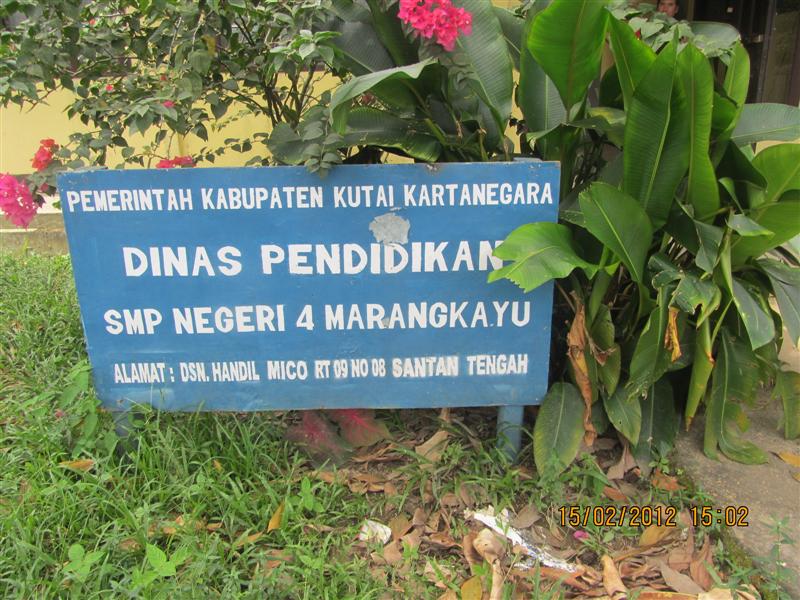 PEMERINTAH KABUPATEN KUTAI KARTANEGARA
DINAS PENDIDIKAN
SMP NEGERI 4 MARANGKAYU
ALAMAT : DSN. HANDIL MICO RT 09 NO 08 SANTAN TENGAH
15/02/2012 15:02